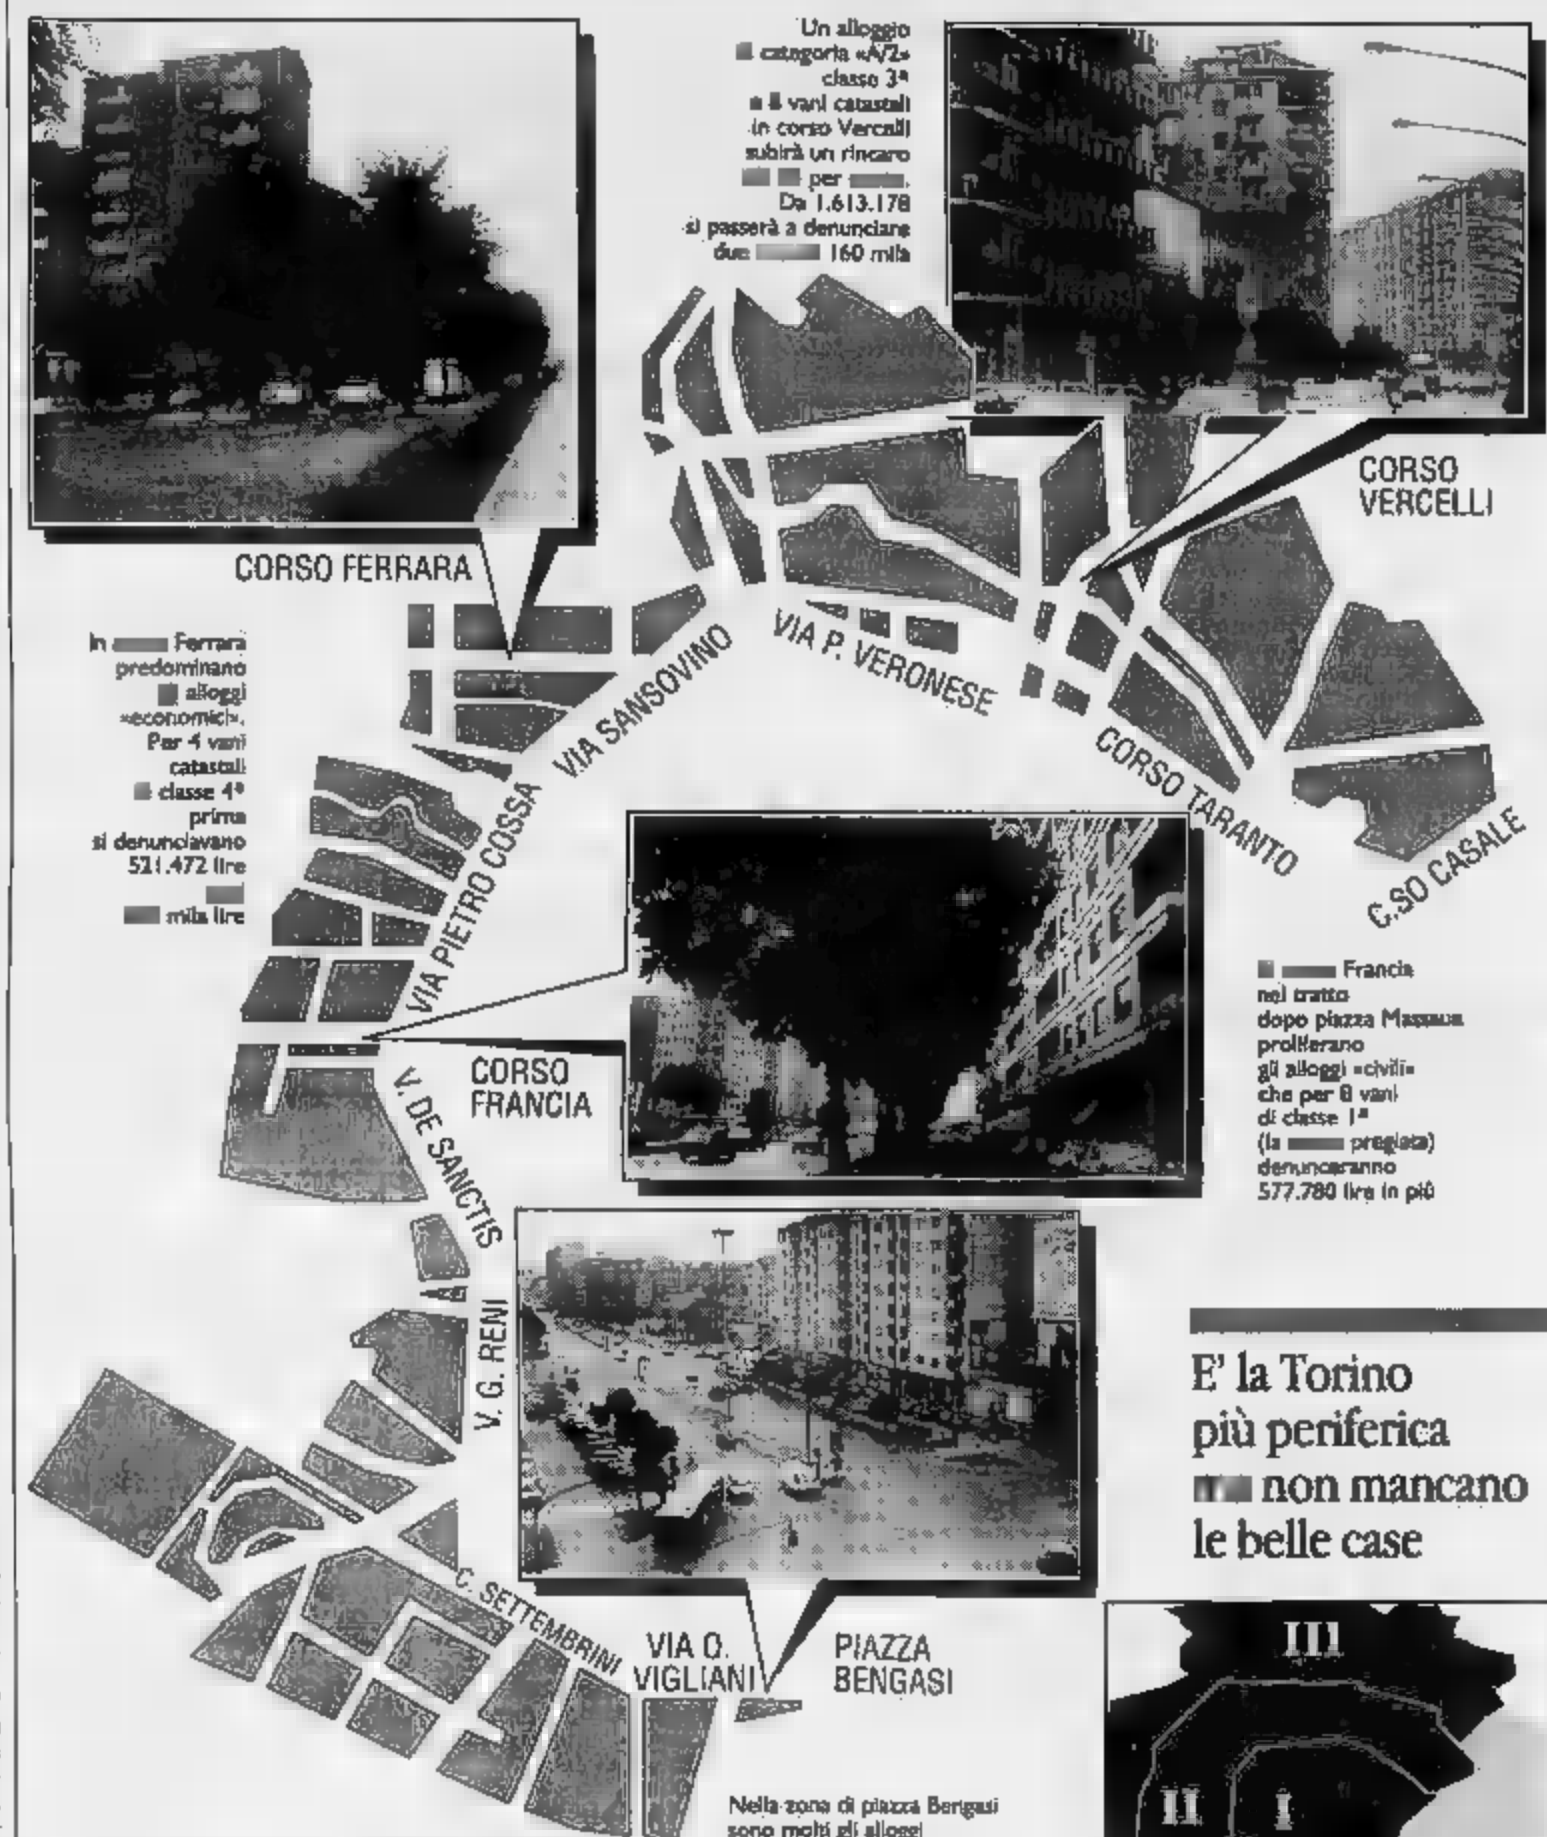 Un alloggio
categoria «A/2»
classe 3ª
a 8 vani catastali
in corso Vercelli
subirà un rincaro
per
Da 1.613.178
si passerà a denunciare
due 160 mila
CORSO
VERCELLI
CORSO FERRARA
In Ferrara
predominano
alloggi
«economici».
Per 4 vani
catastali
classe 4ª
prima
si denunciavano
521.472 lire
mila lire
VIA SANSOVINO
VIA P. VERONESE
CORSO TARANTO
C.SO CASALE
VIA PIETRO COSSA
CORSO
FRANCIA
V. DE SANCTIS
Francia
nel tratto
dopo piazza Massaua
proliferano
gli alloggi «civili»
che per 8 vani
di classe 1ª
(la pregiata)
denunceranno
577.780 lire in più
V. G. RENI
E' la Torino
più periferica
non mancano
le belle case
C. SETTEMBRINI
VIA O.
VIGLIANI
PIAZZA
BENGASI
III
II
I
Nella zona di piazza Bengasi
sono molti gli alloggi